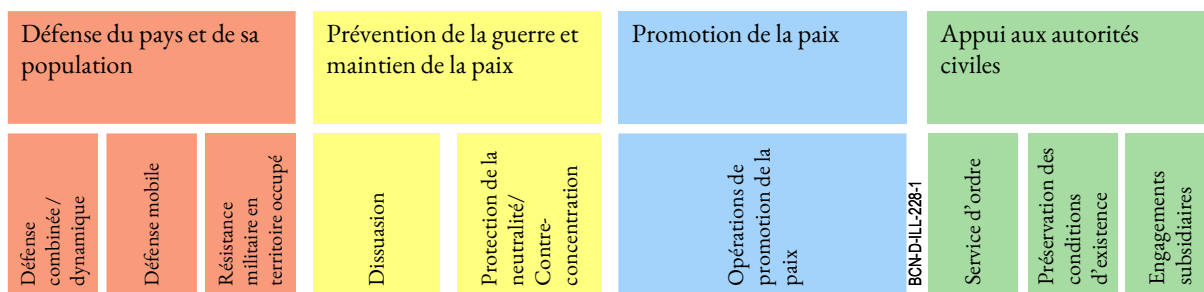 Défense du pays et de sa
population
Prévention de la guerre et
maintien de la paix
Promotion de la paix
Appui aux autorités
civiles
Défense
combinée /
dynamique
Défense mobile
Résistance
militaire en
territoire occupé
Dissuasion
Protection de la
neutralité/
Contre-
concentration
Opérations de
promotion de la
paix
BCN-D-ILL-228-1
Service d’ordre
Préservation des
conditions
d’existence
Engagements
subsidiaires